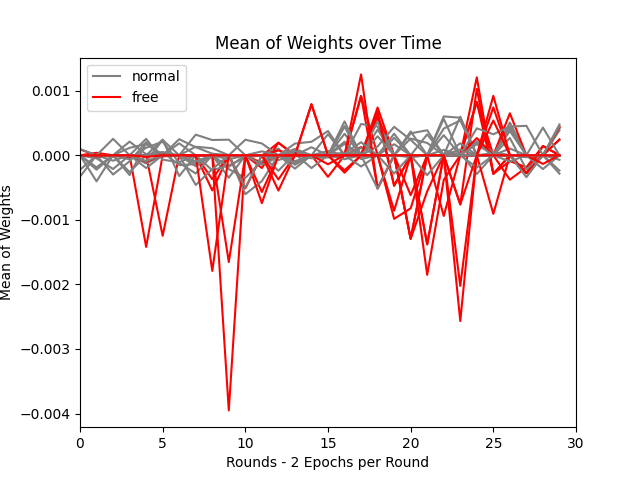 Mean of Weights over Time
normal
free
Mean of Weights
0.001
0.000
−0.001
−0.002
−0.003
−0.004
0 5 10 15 20 25 30
Rounds - 2 Epochs per Round